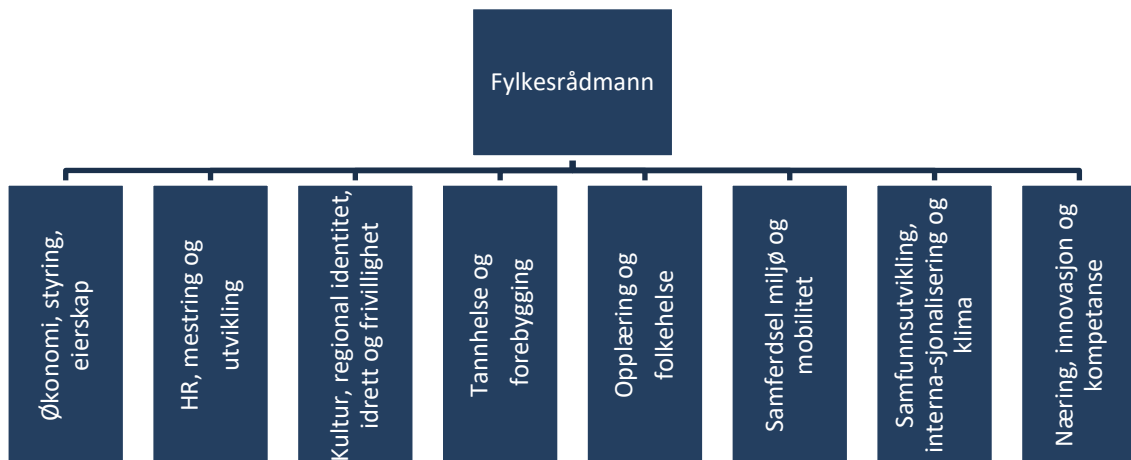 Fylkesrådmann
Økonomi, styring,
eierskap
HR, mestring og
utvikling
Kultur, regional identitet,
idrett og frivillighet
Tannhelse og
forebygging
Opplæring og
folkehelse
Samferdsel miljø og
mobilitet
Samfunnsutvikling,
interna-sjonalisering og
klima
Næring, innovasjon og
kompetanse